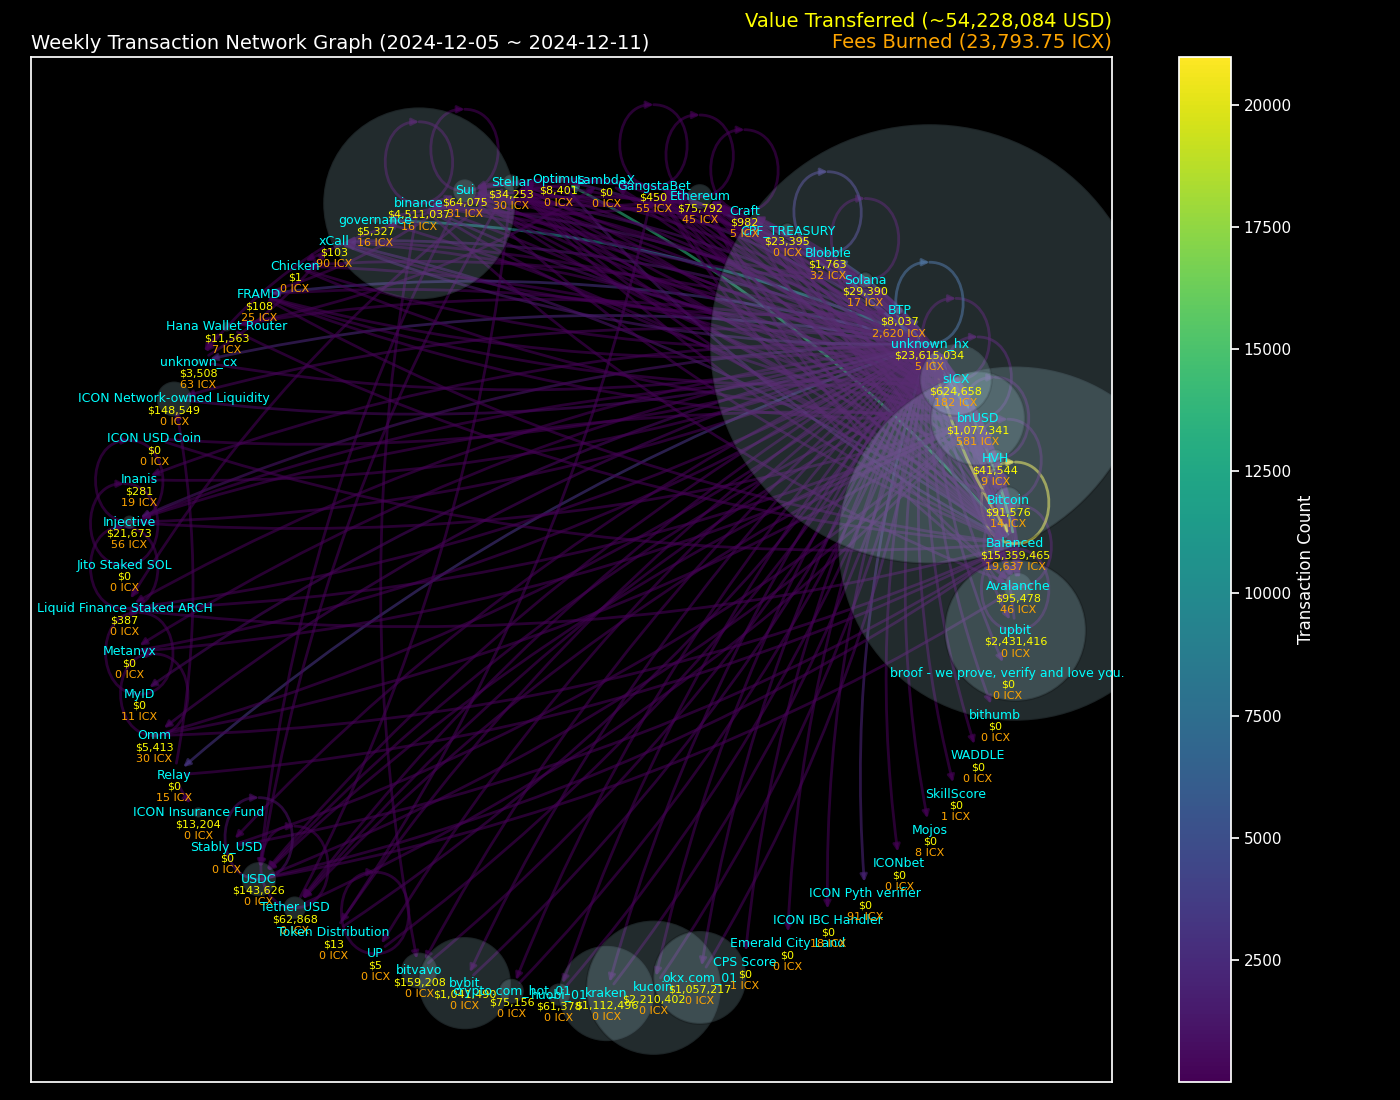 Value Transferred (~54,228,084 USD)
Weekly Transaction Network Graph (2024-12-05 ~ 2024-12-11)
Fees Burned (23,793.75 ICX)
Optimus
$8,401
0 ICX
LambdaX
$0
0 ICX
GangstaBet
$450
55 ICX
Ethereum
$75,792
45 ICX
Craft
$982
5 ICX
CPF_TREASURY
$23,395
0 ICX
Blobble
$1,763
32 ICX
Solana
$29,390
17 ICX
BTP
$8,037
2,620 ICX
unknown_hx
$23,615,034
5 ICX
sICX
$624,658
182 ICX
bnUSD
$1,077,341
581 ICX
HVH
$41,544
9 ICX
Bitcoin
$91,576
14 ICX
Balanced
$15,359,465
19,637 ICX
Avalanche
$95,478
46 ICX
upbit
$2,431,416
0 ICX
broof - we prove, verify and love you.
$0
0 ICX
bithumb
$0
0 ICX
WADDLE
$0
0 ICX
SkillScore
$0
1 ICX
Mojos
$0
8 ICX
ICONbet
$0
0 ICX
ICON Pyth verifier
$0
91 ICX
ICON IBC Handler
$0
18 ICX
Emerald City Land
$0
0 ICX
CPS Score
$0
1 ICX
okx.com_01
$1,057,217
0 ICX
kucoin
$2,210,402
0 ICX
kraken
$1,112,496
0 ICX
huobi_01
$61,378
0 ICX
crypto.com_hot_01
$75,156
0 ICX
bybit
$1,041,490
0 ICX
bitvavo
$159,208
0 ICX
UP
$5
0 ICX
Token Distribution
$13
0 ICX
Tether USD
$62,868
0 ICX
USDC
$143,626
0 ICX
Stably_USD
$0
0 ICX
ICON Insurance Fund
$13,204
0 ICX
Relay
$0
15 ICX
Omm
$5,413
30 ICX
MyID
$0
11 ICX
Metanyx
$0
0 ICX
Liquid Finance Staked ARCH
$387
0 ICX
Jito Staked SOL
$0
0 ICX
Injective
$21,673
56 ICX
Inanis
$281
19 ICX
ICON USD Coin
$0
0 ICX
ICON Network-owned Liquidity
$148,549
0 ICX
unknown_cx
$3,508
63 ICX
Hana Wallet Router
$11,563
7 ICX
FRAMD
$108
25 ICX
Chicken
$1
0 ICX
xCall
$103
90 ICX
governance
$5,327
16 ICX
binance
$4,511,037
16 ICX
Sui
$64,075
31 ICX
Stellar
$34,253
30 ICX
20000
17500
15000
12500
10000
7500
5000
2500
Transaction Count